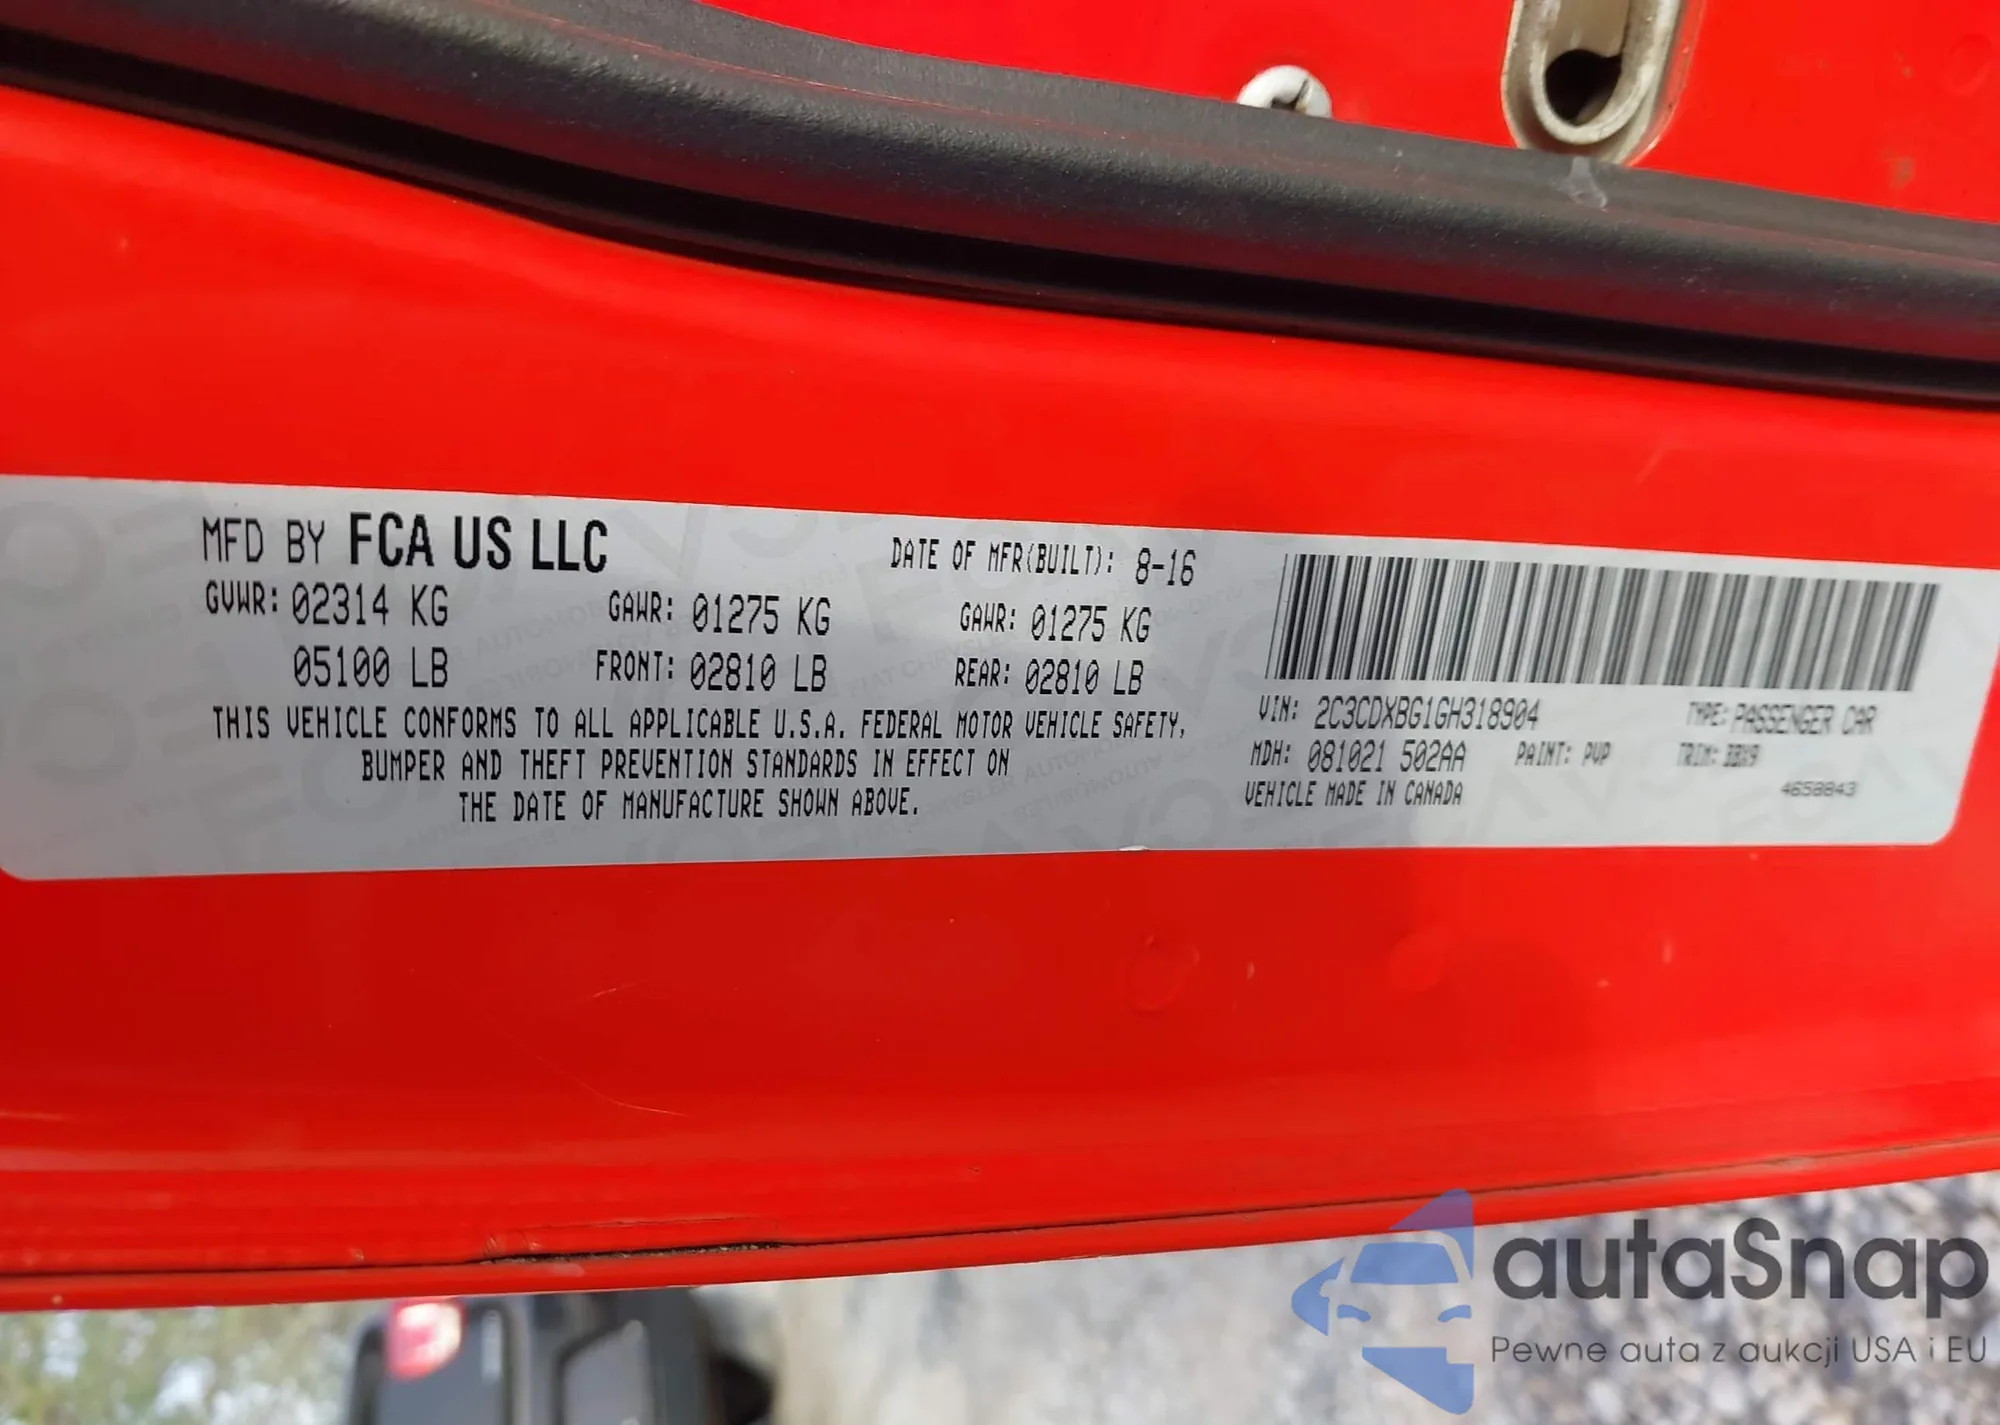 MFD BY FCA US LLC DATE OF MFR(BUILT): 8-16
GVWR: 02314 KG GAWR: 01275 KG GAWR: 01275 KG
05100 LB FRONT: 02810 LB REAR: 02810 LB
THIS VEHICLE CONFORMS TO ALL APPLICABLE U.S.A. FEDERAL MOTOR VEHICLE SAFETY,
BUMPER AND THEFT PREVENTION STANDARDS IN EFFECT ON
THE DATE OF MANUFACTURE SHOWN ABOVE.
VIN: 2C3CDXBG1GH318904 TYPE: PASSENGER CAR
MDH: 081021 502AA PAINT: PVP TRIM:
VEHICLE MADE IN CANADA 4658843
autaSnap
Pewne auta z aukcji USA i EU